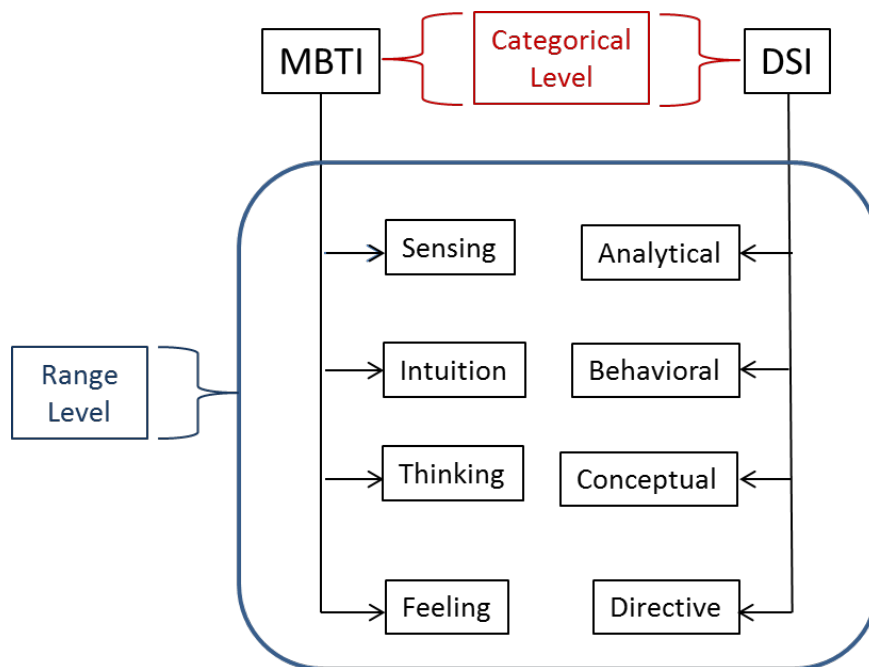 MBTI
Categorical
Level
DSI
Sensing
Analytical
Range
Level
Intuition
Behavioral
Thinking
Conceptual
Feeling
Directive